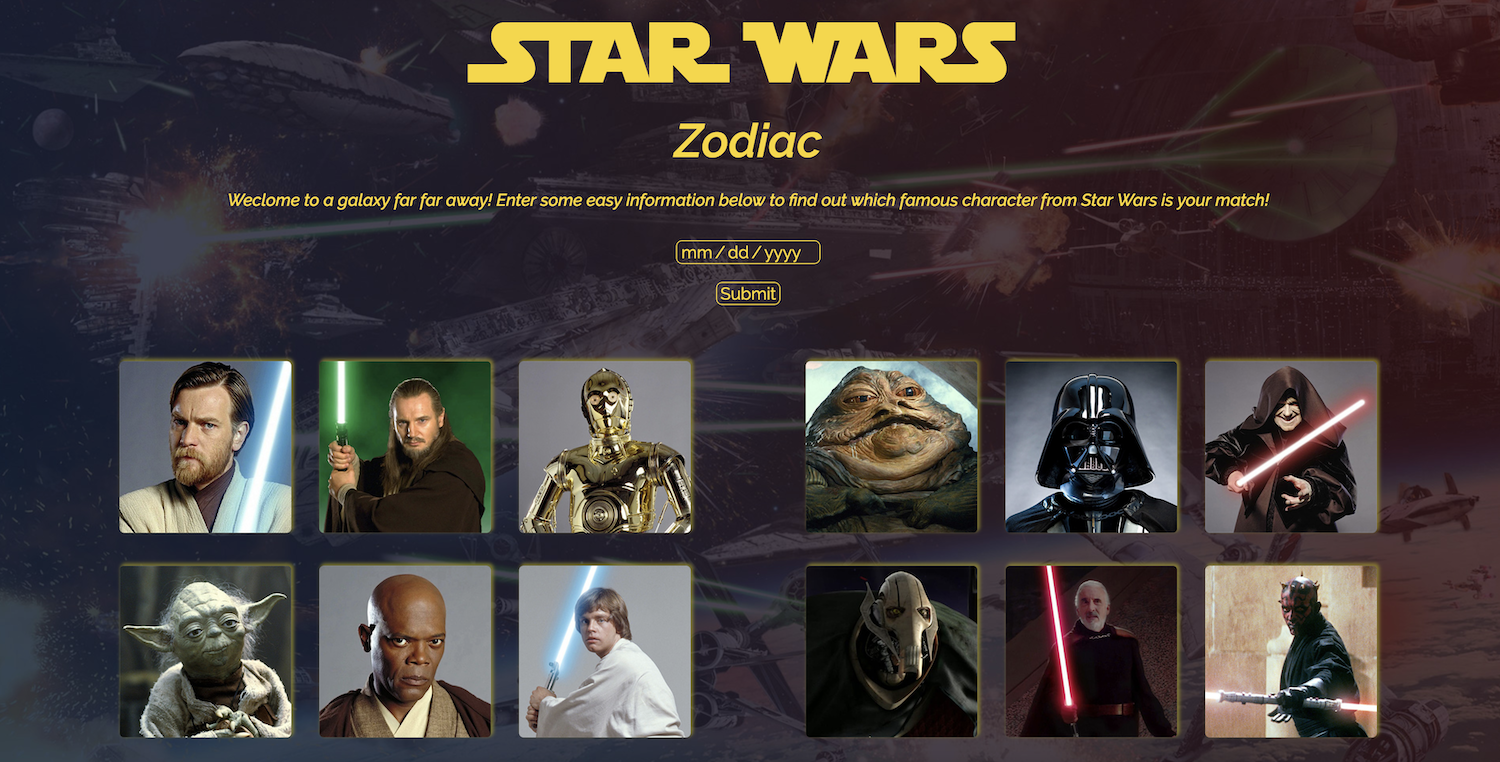 STAR WARS
Zodiac
Weclome to a galaxy far far away! Enter some easy information below to find out which famous character from Star Wars is your match!
mm / dd / yyyy
Submit